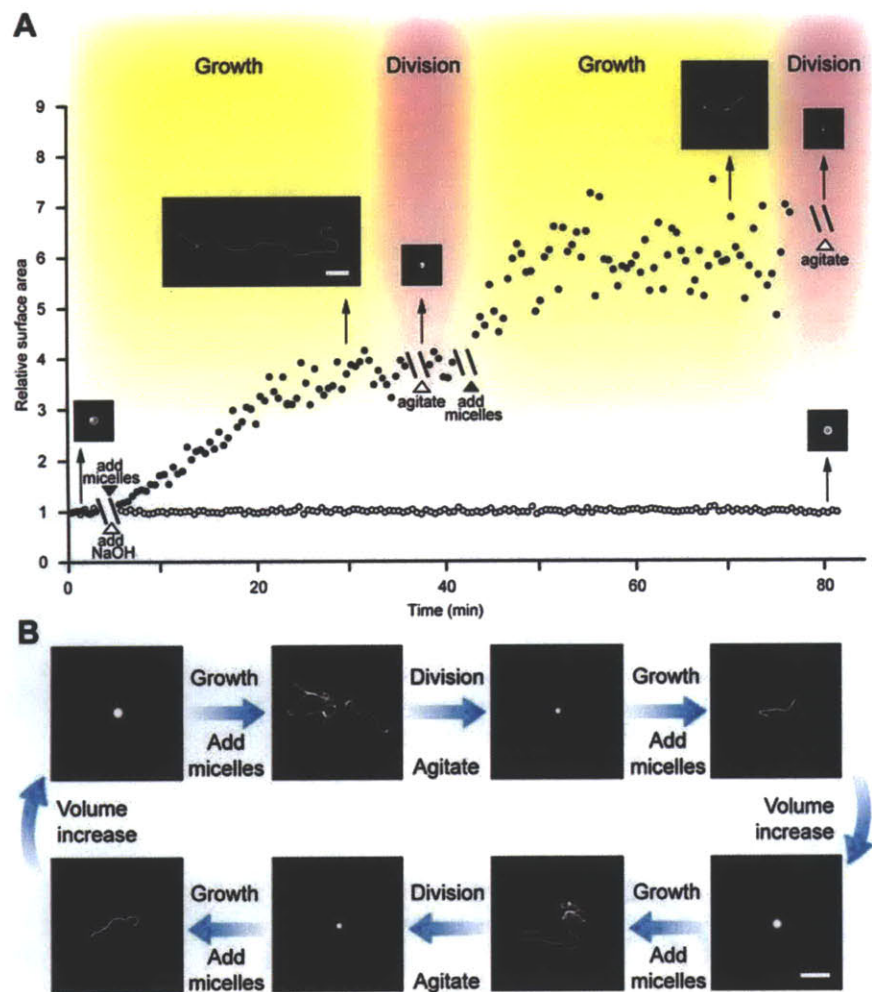 A
Growth
Division
Growth
Division
9
8
7
6
5
4
3
2
1
0
Relative surface area
agitate
agitate
add
micelles
add
micelles
add
NaOH
0
20
40
60
80
Time (min)
B
Growth
Add
micelles
Division
Agitate
Growth
Add
micelles
Volume
increase
Volume
increase
Growth
Add
micelles
Division
Agitate
Growth
Add
micelles